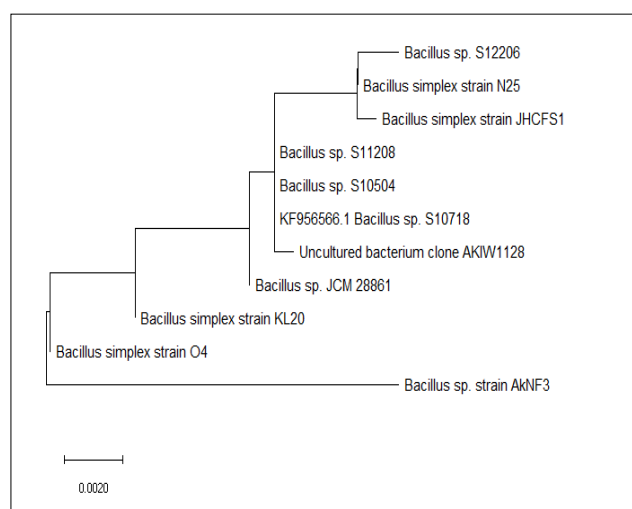 Bacillus sp. S12206
Bacillus simplex strain N25
Bacillus simplex strain JHCFS1
Bacillus sp. S11208
Bacillus sp. S10504
KF956566.1 Bacillus sp. S10718
Uncultured bacterium clone AKIW1128
Bacillus sp. JCM 28861
Bacillus simplex strain KL20
Bacillus simplex strain O4
Bacillus sp. strain AkNF3
0.0020